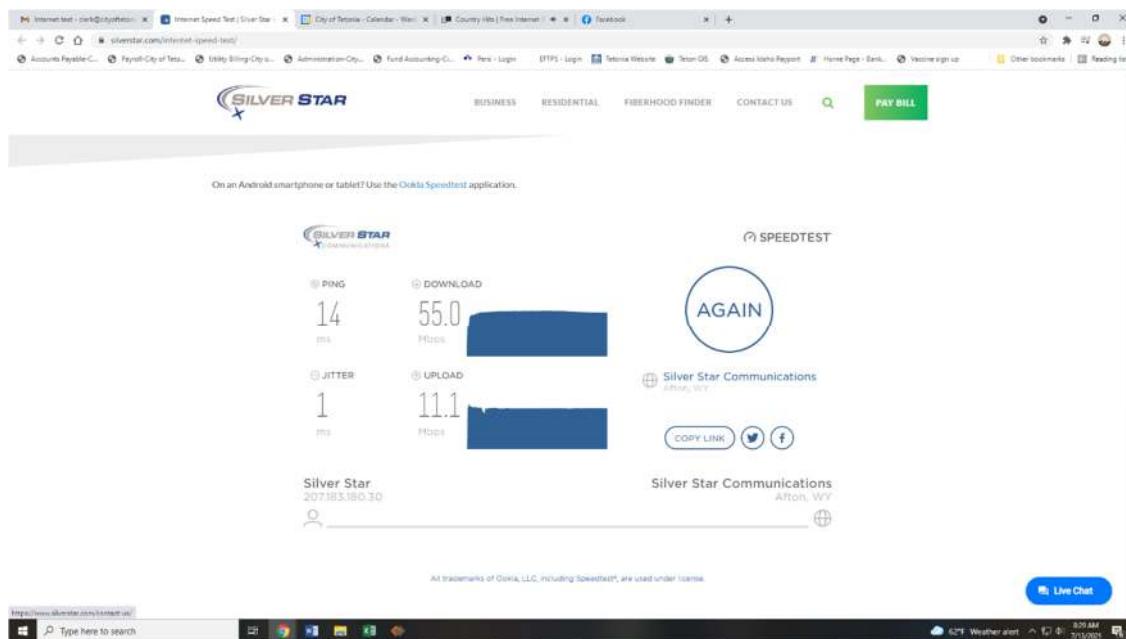 Internet Speed Test | Silver Star
City of Tetonia - Calendar
Country Hits | Free Internet
Facebook
silverstar.com/internet-speed-test/
Accounts Payable-C... Payroll-City of Teto... Utility Billing-City o... Administration-City... Fund Accounting-Ci... Persi - Login EFTPS - Login Tetonia Website Teton GIS Access Idaho Payport Home Page - Bank... Vaccine sign up Other bookmarks Reading list
SILVER STAR BUSINESS RESIDENTIAL FIBERHOOD FINDER CONTACT US PAY BILL
On an Android smartphone or tablet? Use the Ookla Speedtest application.
SILVER STAR
COMMUNICATIONS
SPEEDTEST
PING
14
ms
DOWNLOAD
55.0
Mbps
AGAIN
JITTER
1
ms
UPLOAD
11.1
Mbps
Silver Star Communications
Afton, WY
COPY LINK
Silver Star
207.183.180.30
Silver Star Communications
Afton, WY
All trademarks of Ookla, LLC, including Speedtest®, are used under license.
Live Chat
https://www.silverstar.com/contact-us/
Type here to search
62°F Weather alert
8:29 AM